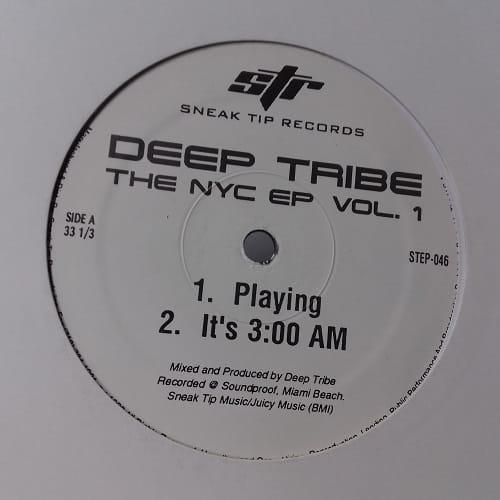 str
SNEAK TIP RECORDS
DEEP TRIBE
THE NYC EP VOL. 1
SIDE A
33 1/3
STEP-046
1. Playing
2. It's 3:00 AM
Mixed and Produced by Deep Tribe
Recorded @ Soundproof, Miami Beach.
Sneak Tip Music/Juicy Music (BMI)